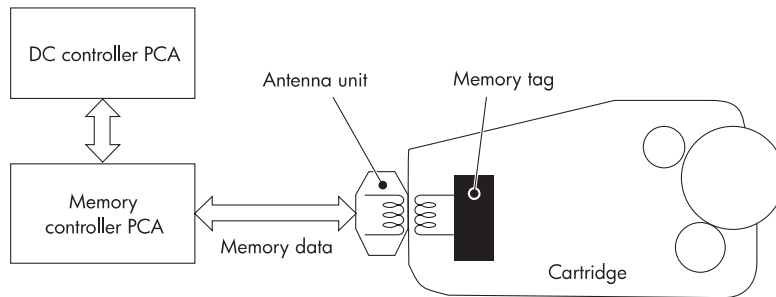 DC controller PCA
Antenna unit
Memory tag
Memory
controller PCA
Memory data
Cartridge